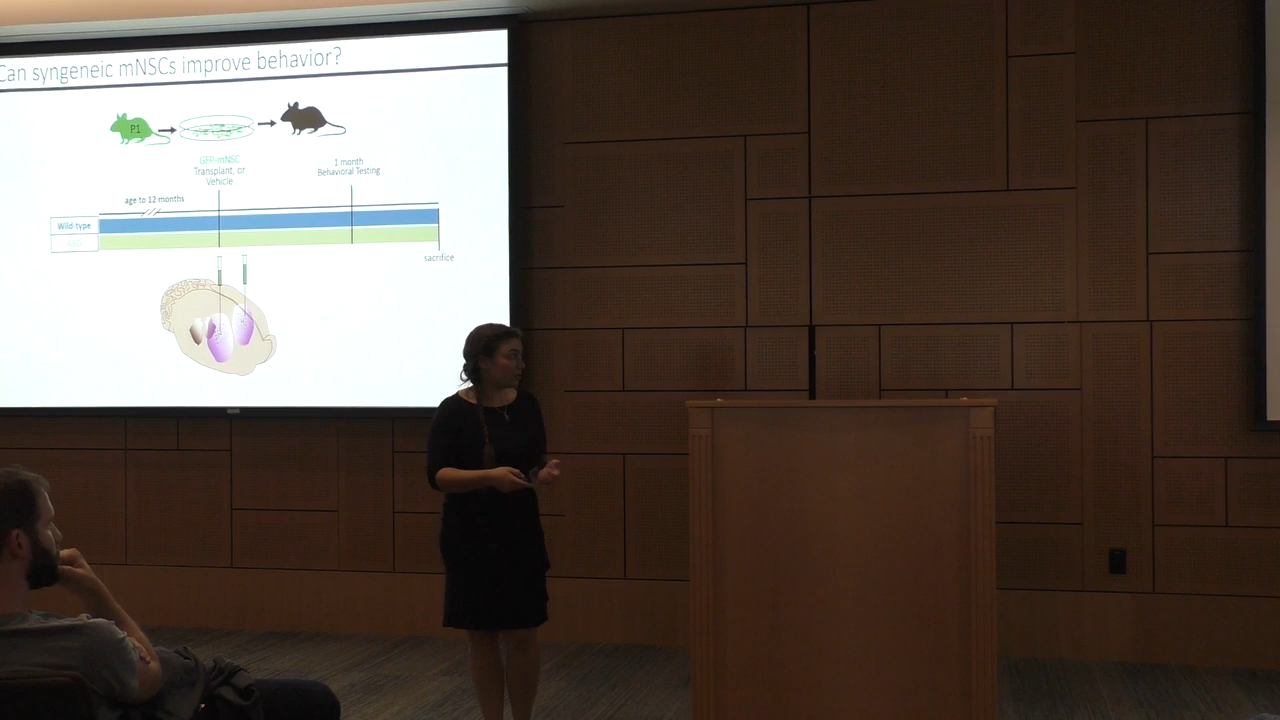 Can syngeneic mNSCs improve behavior?
P1
GFP-mNSC
Transplant, or
Vehicle
1 month
Behavioral Testing
age to 12 months
Wild-type
sacrifice